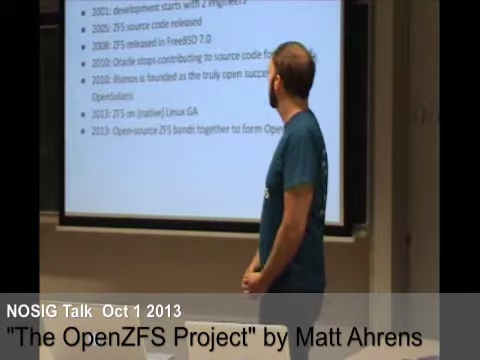 2001: development starts with 2 engineers
2005: ZFS source code released
2008: ZFS released in FreeBSD 7.0
2010: Oracle stops contributing to source code fo
2010: illumos is founded as the truly open succe
OpenSolaris
2013: ZFS on (native) Linux GA
2013: Open-source ZFS bands together to form Ope
NOSIG Talk Oct 1 2013
"The OpenZFS Project" by Matt Ahrens